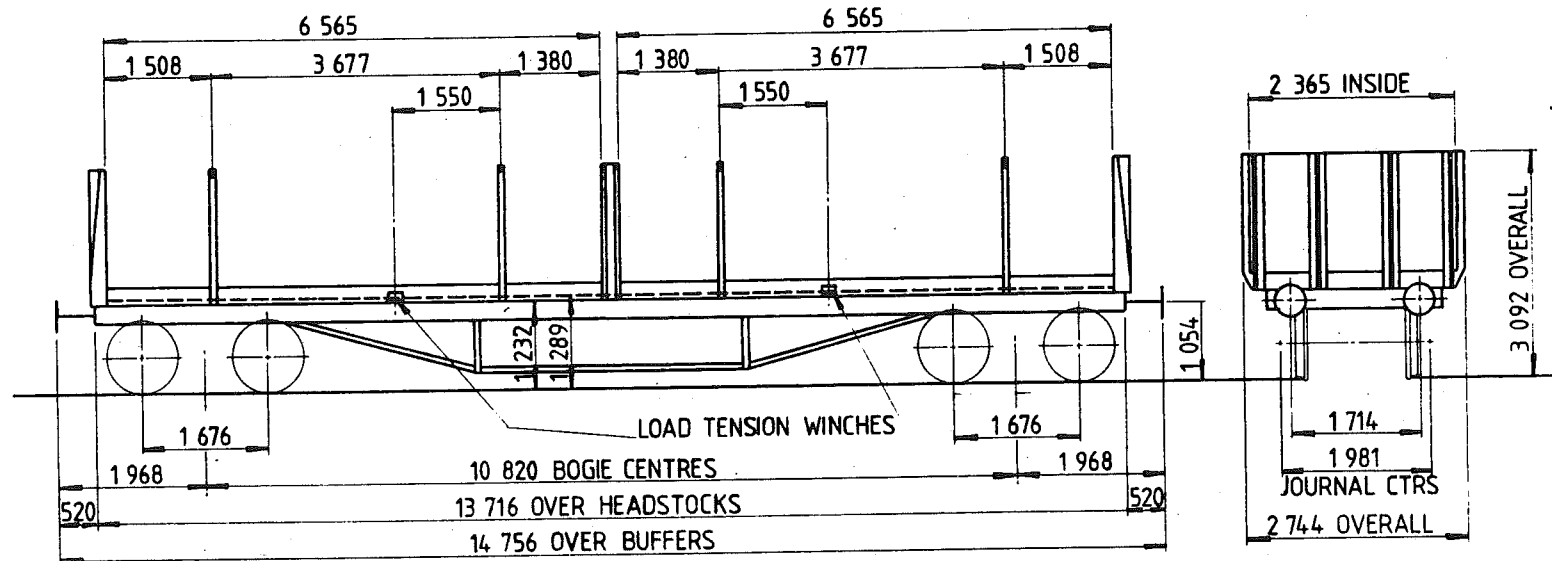 6 565
6 565
1 508
3 677
1 380
1 380
3 677
1 508
1 550
1 550
2 365 INSIDE
1 232
1 289
1 054
3 092 OVERALL
LOAD TENSION WINCHES
1 676
1 676
1 714
1 968
10 820 BOGIE CENTRES
1 968
1 981
JOURNAL CTRS
520
13 716 OVER HEADSTOCKS
520
2 744 OVERALL
14 756 OVER BUFFERS